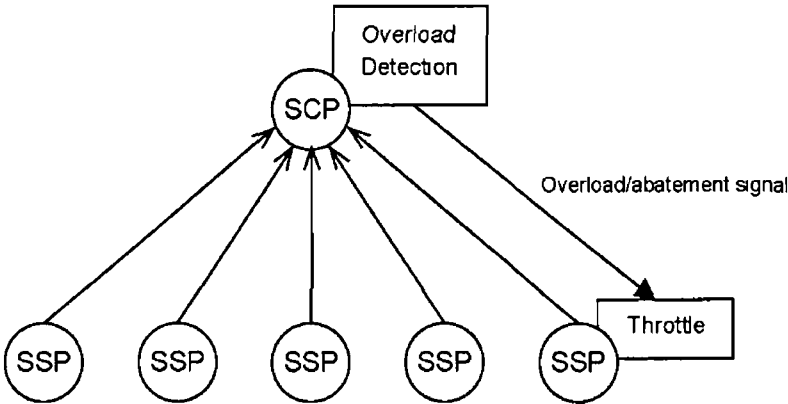 Overload
Detection
SCP
Overload/abatement signal
Throttle
SSP
SSP
SSP
SSP
SSP